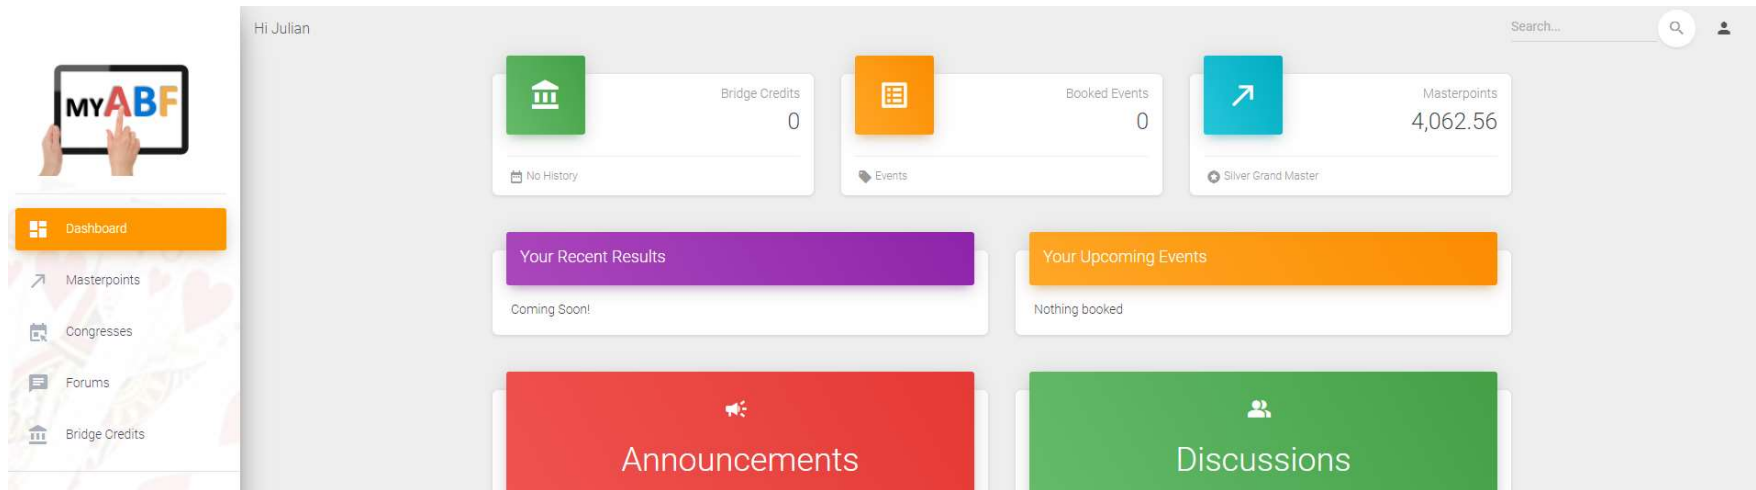 Hi Julian
Search...
MYABF
Bridge Credits
0
No History
Booked Events
0
Events
Masterpoints
4,062.56
Silver Grand Master
Dashboard
Masterpoints
Congresses
Forums
Bridge Credits
Your Recent Results
Coming Soon!
Your Upcoming Events
Nothing booked
Announcements
Discussions